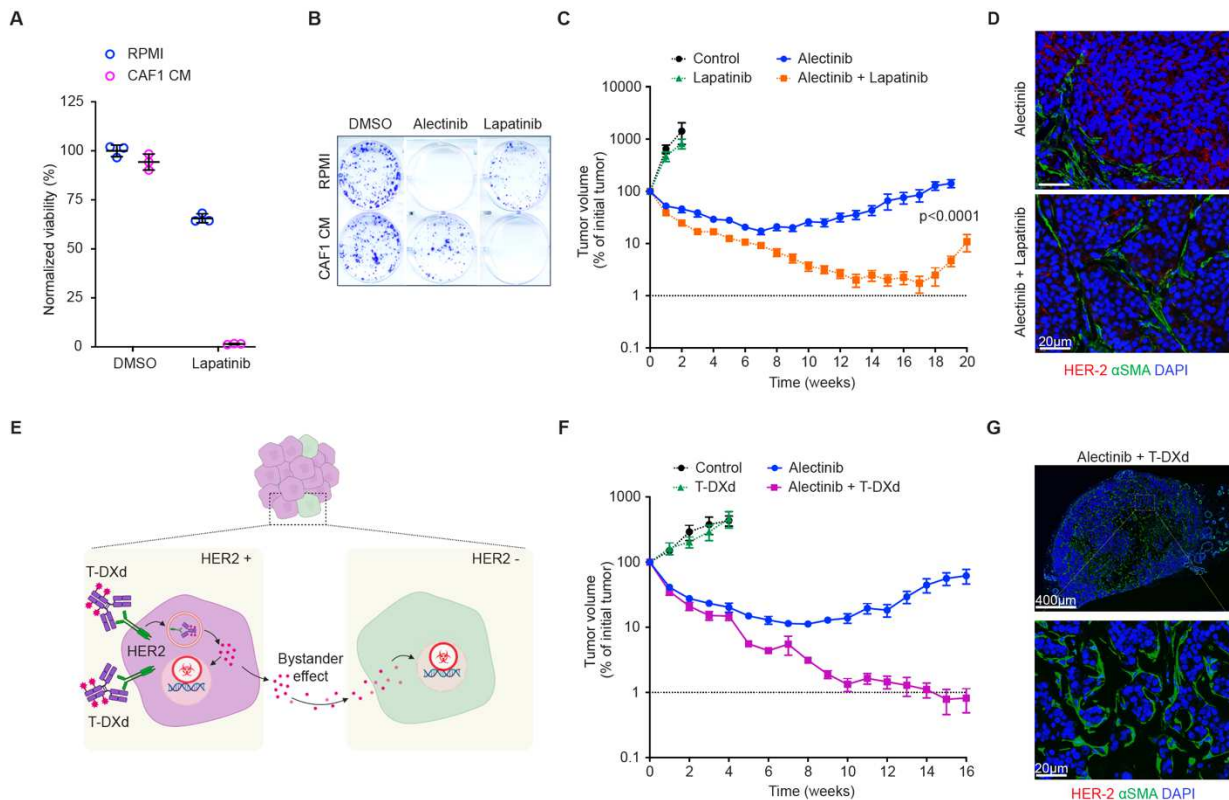 A
RPMI
CAF1 CM
Normalized viability (%)
125
100
75
50
25
0
DMSO
Lapatinib
B
DMSO Alectinib Lapatinib
RPMI
CAF1 CM
C
Control
Alectinib
Lapatinib
Alectinib + Lapatinib
Tumor volume
(% of initial tumor)
10000
1000
100
10
1
0.1
p<0.0001
0 2 4 6 8 10 12 14 16 18 20
Time (weeks)
D
Alectinib
Alectinib + Lapatinib
20μm
HER-2 αSMA DAPI
E
HER2 +
HER2 -
T-DXd
HER2
T-DXd
Bystander
effect
F
Control
Alectinib
T-DXd
Alectinib + T-DXd
Tumor volume
(% of initial tumor)
1000
100
10
1
0.1
0 2 4 6 8 10 12 14 16
Time (weeks)
G
Alectinib + T-DXd
400μm
20μm
HER-2 αSMA DAPI